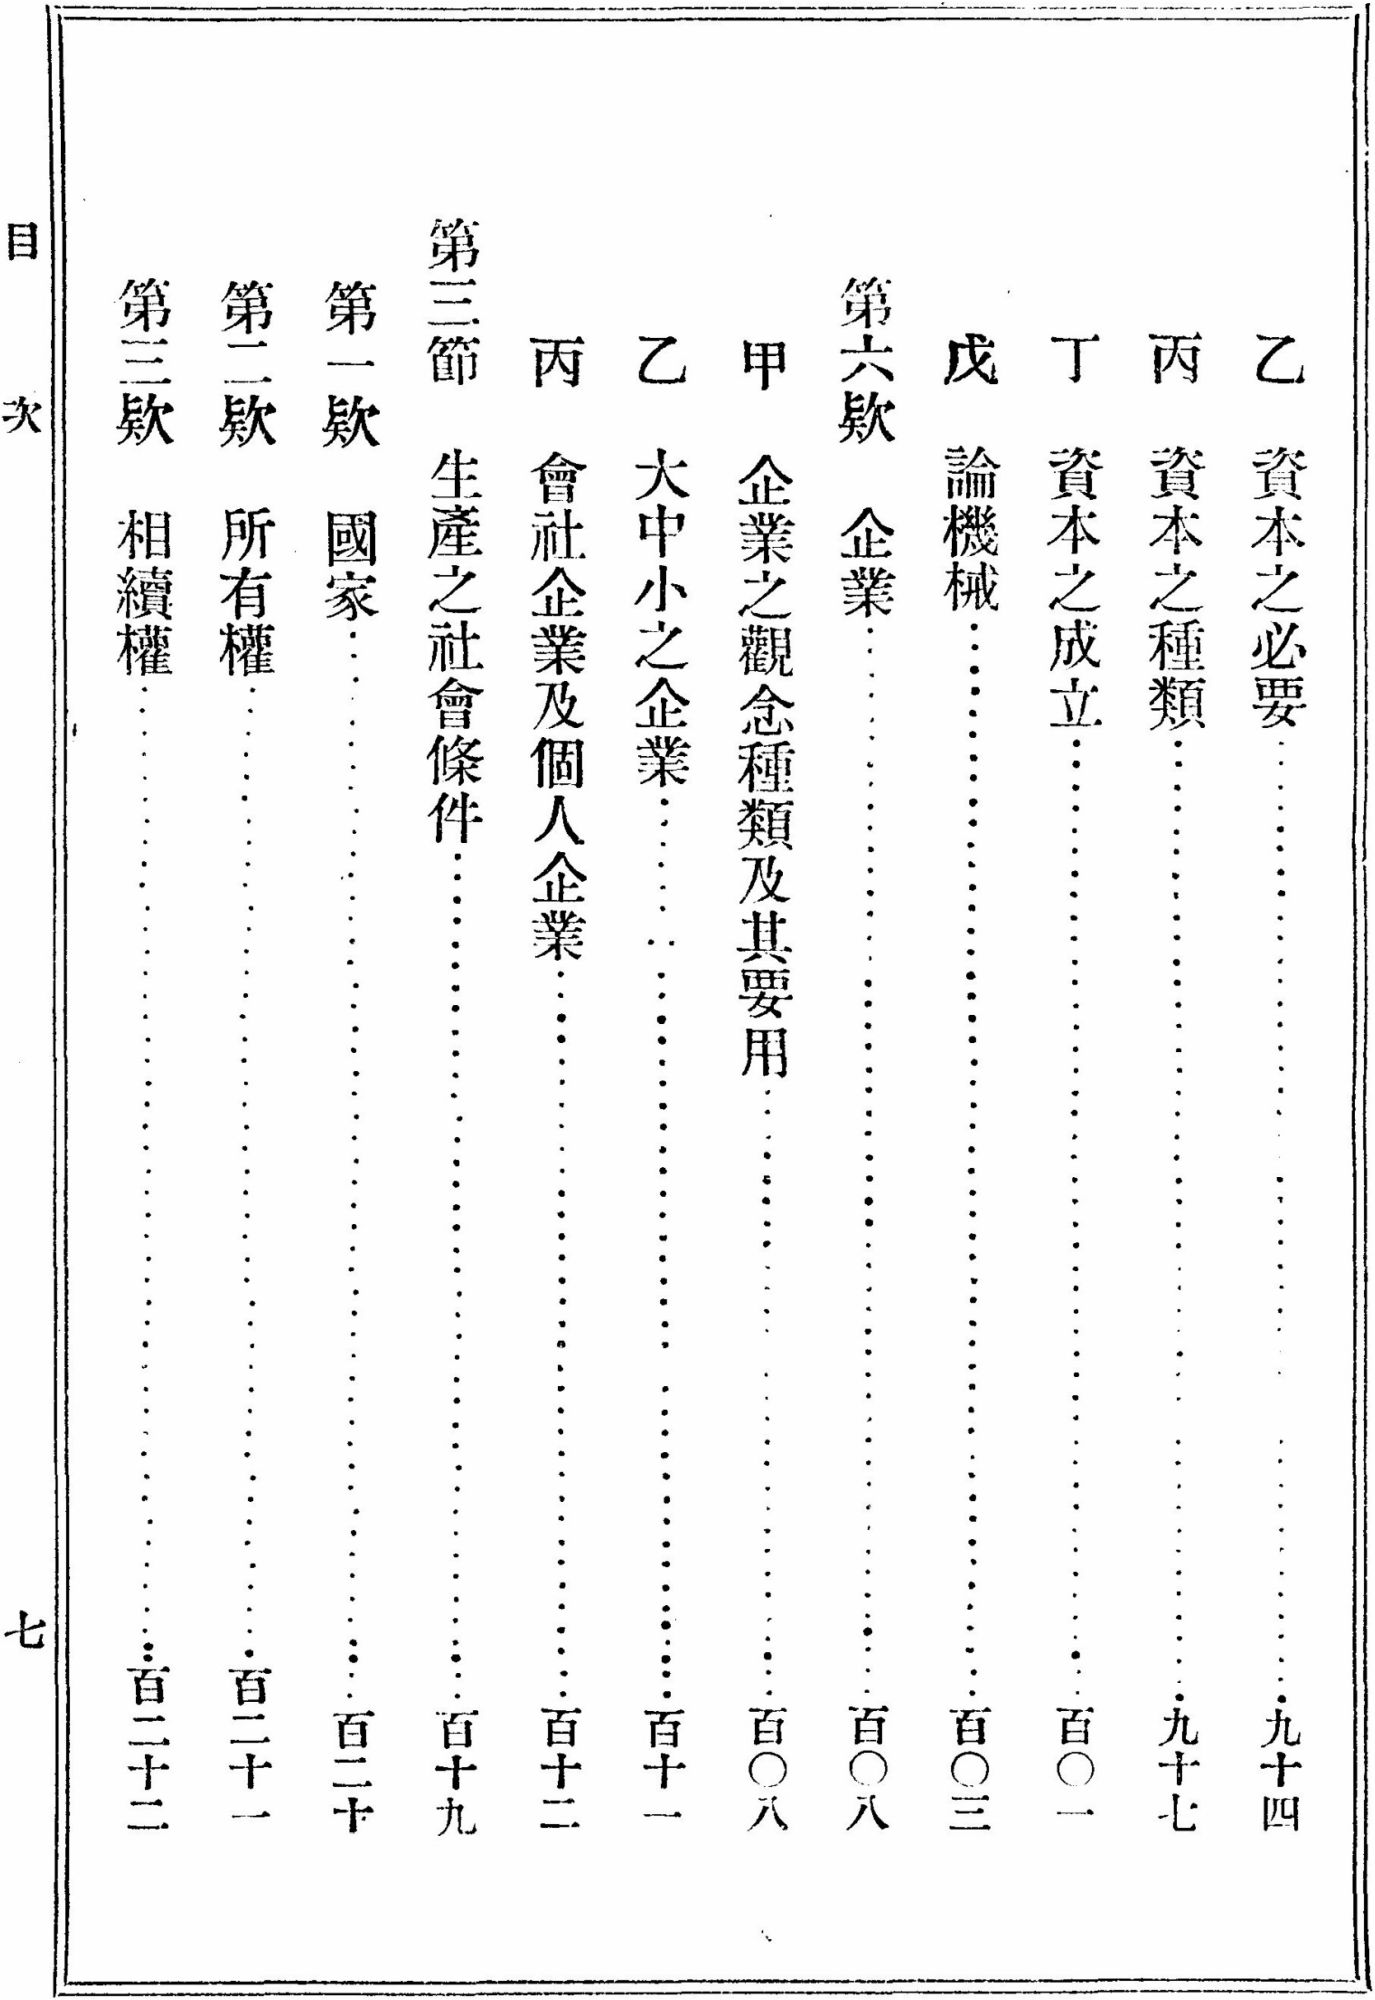 乙　資本之必要……九十四
丙　資本之種類……九十七
丁　資本之成立……百〇一
戊　論機械……百〇三
第六欵　企業……百〇八
甲　企業之觀念種類及其要用……百〇八
乙　大中小之企業……百十一
丙　會社企業及個人企業……百十二
第三節　生產之社會條件……百十九
第一欵　國家……百二十
第二欵　所有權……百二十一
第三欵　相續權……百二十二
目次　七